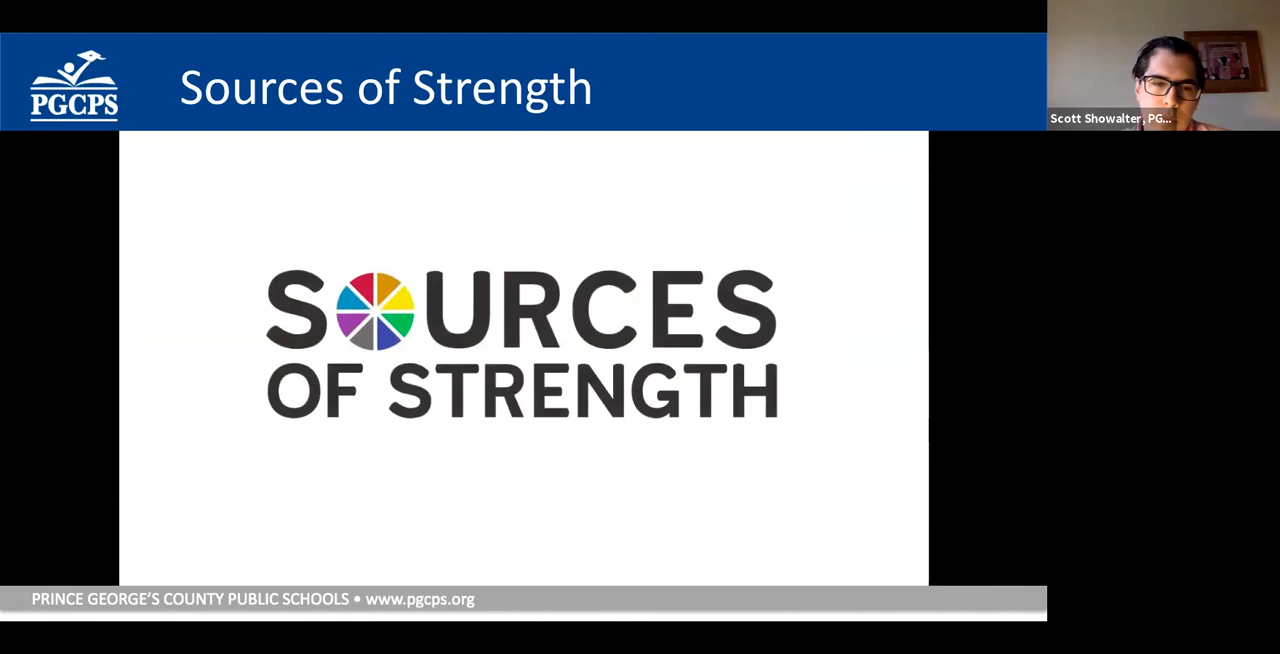 PGCPS
Sources of Strength
Scott Showalter, PG...
SOURCES
OF STRENGTH
PRINCE GEORGE'S COUNTY PUBLIC SCHOOLS • www.pgcps.org